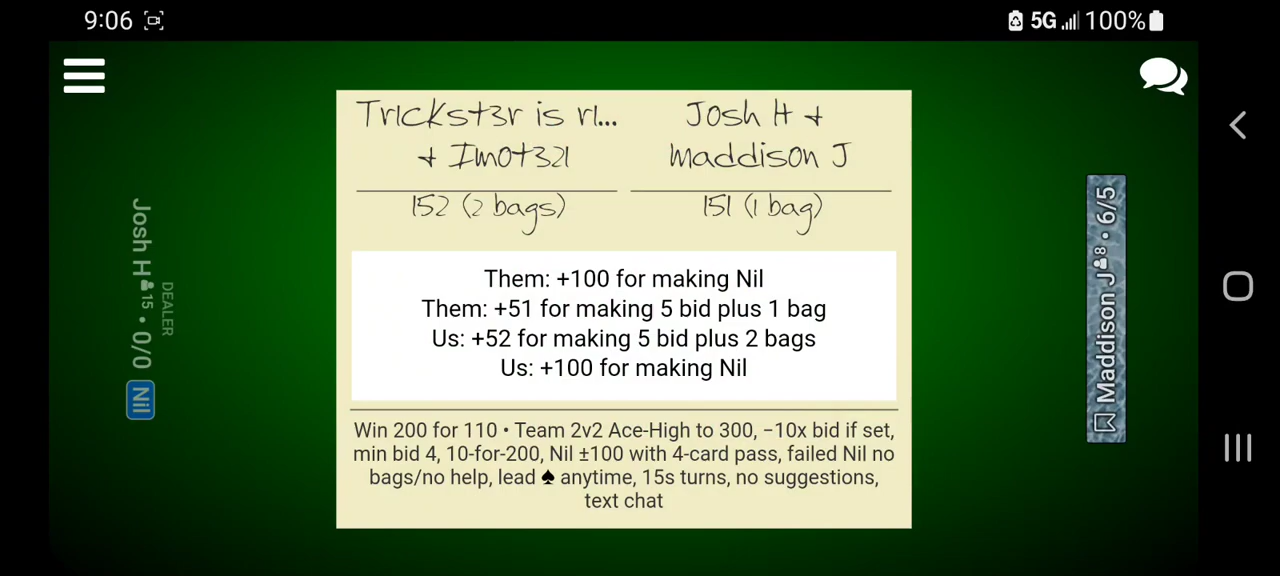 9:06 5G 100%
Tr1ckst3r is ri... Josh H +
+ Imot321 Maddison J
152 (2 bags) 151 (1 bag)
Them: +100 for making Nil
Them: +51 for making 5 bid plus 1 bag
Us: +52 for making 5 bid plus 2 bags
Us: +100 for making Nil
Win 200 for 110 • Team 2v2 Ace-High to 300, −10x bid if set,
min bid 4, 10-for-200, Nil ±100 with 4-card pass, failed Nil no
bags/no help, lead ♠ anytime, 15s turns, no suggestions,
text chat
Josh H 15 • 0/0 Nil
DEALER
Maddison J 8 • 6/5